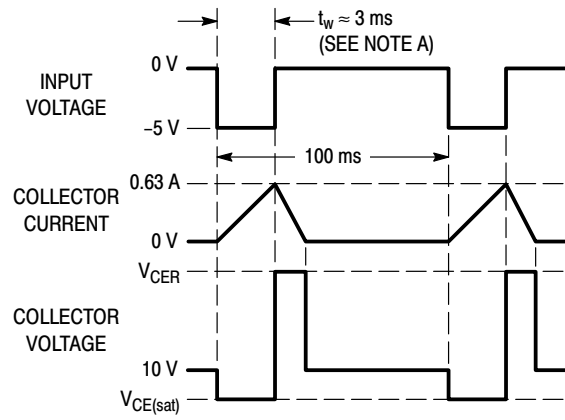 t_w ≈ 3 ms
(SEE NOTE A)
0 V
INPUT
VOLTAGE
–5 V
100 ms
0.63 A
COLLECTOR
CURRENT
0 V
V_CER
COLLECTOR
VOLTAGE
10 V
V_CE(sat)